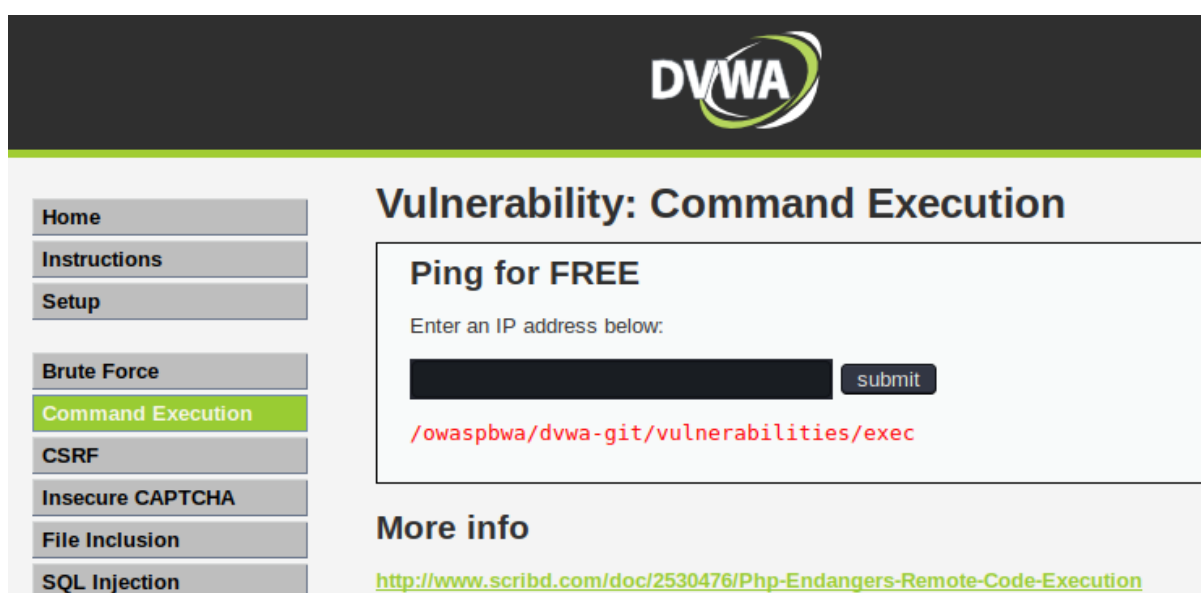 DVWA
Home
Instructions
Setup
Brute Force
Command Execution
CSRF
Insecure CAPTCHA
File Inclusion
SQL Injection
Vulnerability: Command Execution
Ping for FREE
Enter an IP address below:
submit
/owaspbwa/dvwa-git/vulnerabilities/exec
More info
http://www.scribd.com/doc/2530476/Php-Endangers-Remote-Code-Execution